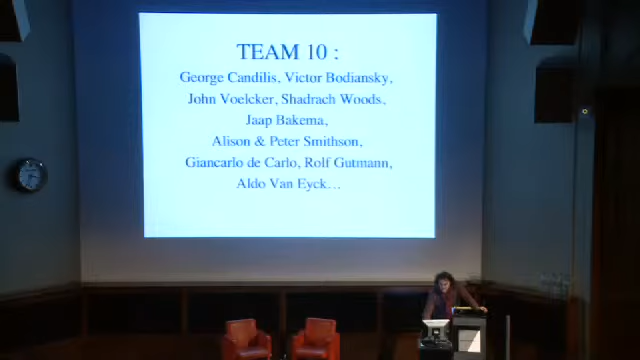 TEAM 10 :
George Candilis, Victor Bodiansky,
John Voelcker, Shadrach Woods,
Jaap Bakema,
Alison & Peter Smithson,
Giancarlo de Carlo, Rolf Gutmann,
Aldo Van Eyck…